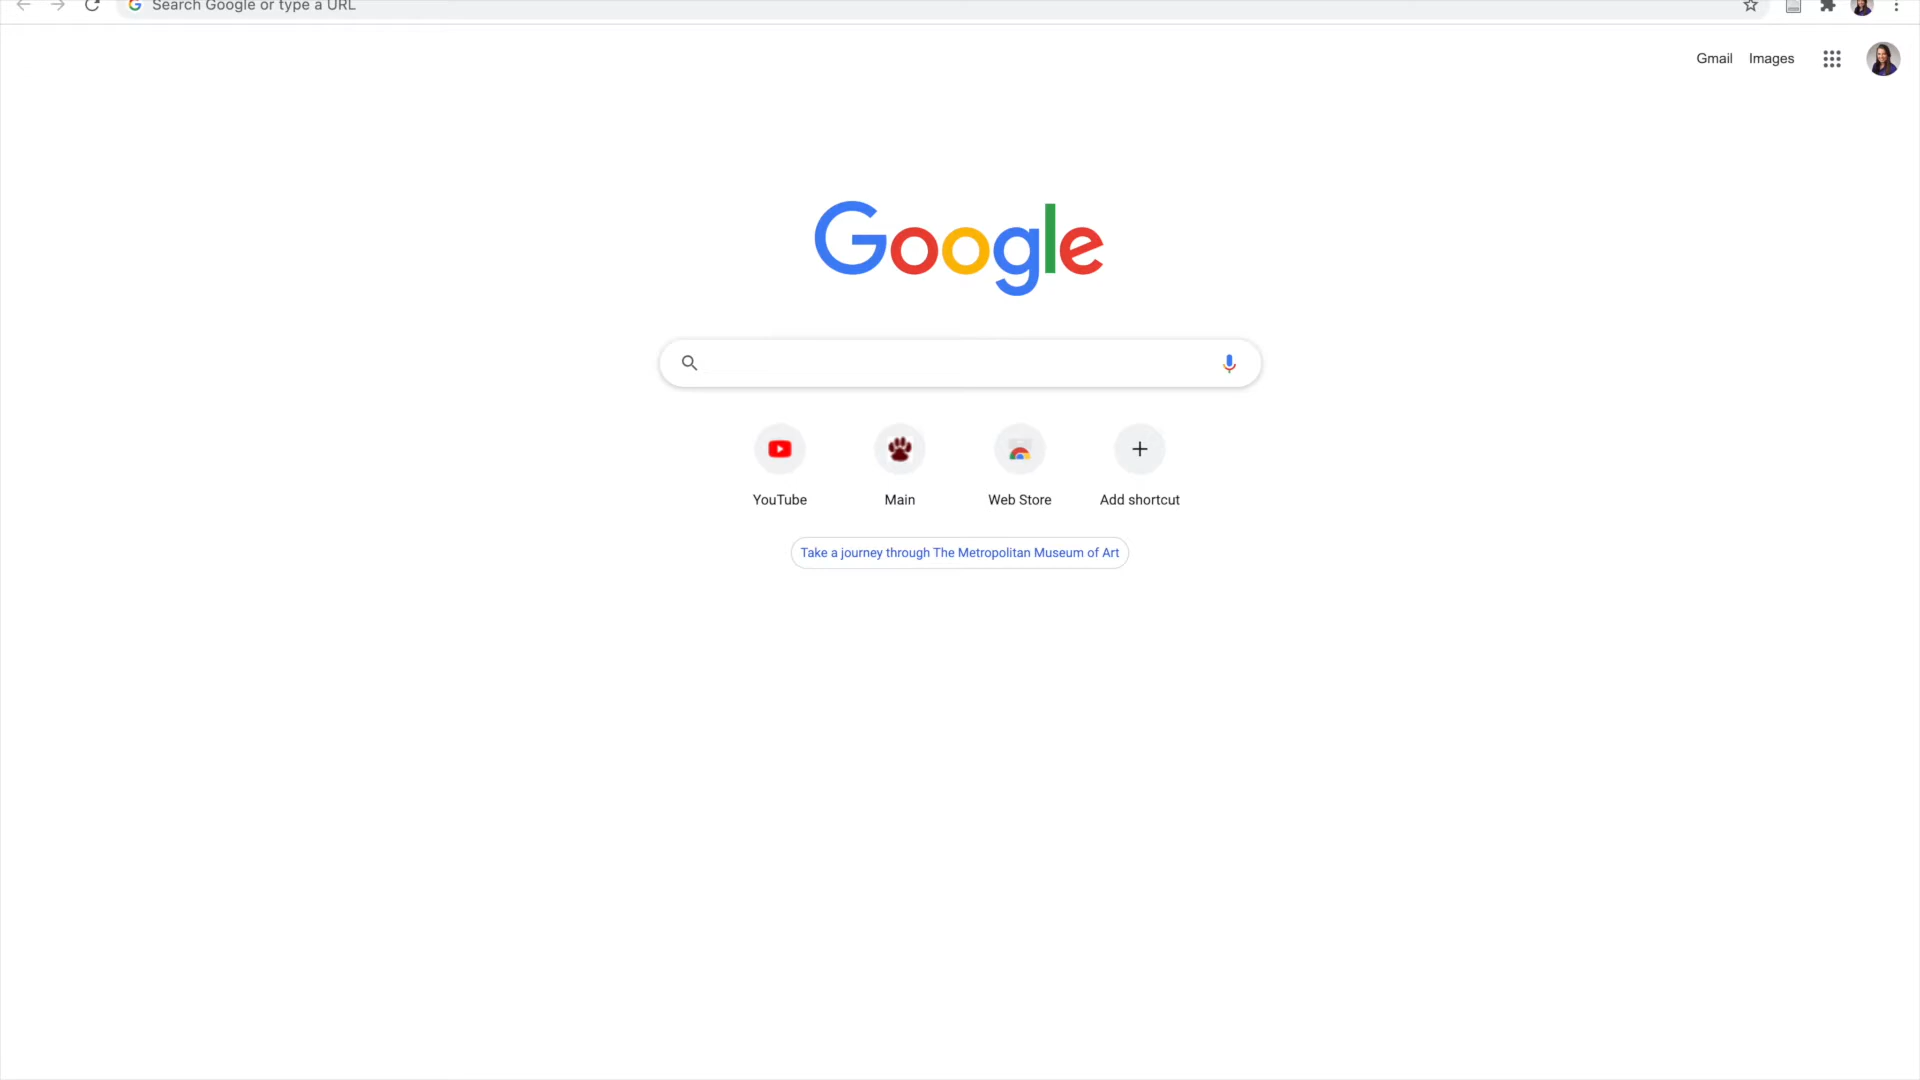 Search Google or type a URL
Gmail Images
Google
YouTube Main Web Store Add shortcut
Take a journey through The Metropolitan Museum of Art